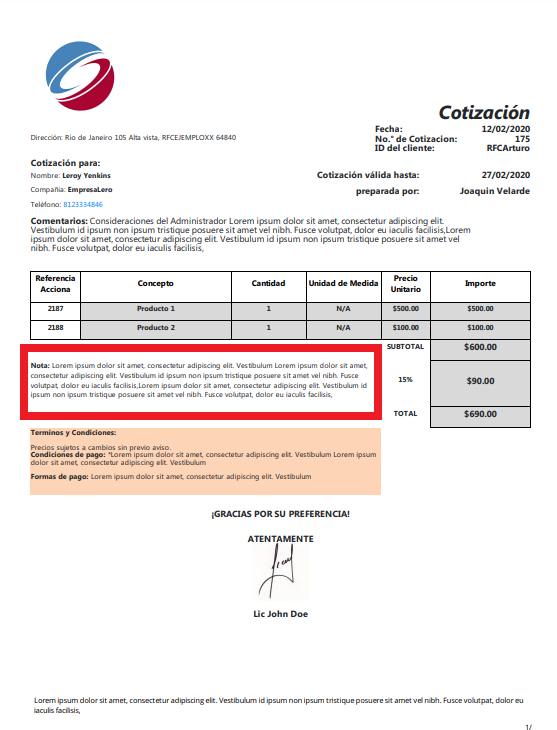 Cotización
Fecha: 12/02/2020
Dirección: Rio de Janeiro 105 Alta vista, RFCEJEMPLOXX 64840
No.° de Cotizacion: 175
ID del cliente: RFCArturo
Cotización para:
Nombre: Leroy Yenkins
Cotización válida hasta: 27/02/2020
Compañia: EmpresaLero
preparada por: Joaquin Velarde
Teléfono: 8123334846
Comentarios: Consideraciones del Administrador Lorem ipsum dolor sit amet, consectetur adipiscing elit.
Vestibulum id ipsum non ipsum tristique posuere sit amet vel nibh. Fusce volutpat, dolor eu iaculis facilisis,Lorem
ipsum dolor sit amet, consectetur adipiscing elit. Vestibulum id ipsum non ipsum tristique posuere sit amet vel
nibh. Fusce volutpat, dolor eu iaculis facilisis,
Referencia Acciona Concepto Cantidad Unidad de Medida Precio Unitario Importe
2187 Producto 1 1 N/A $500.00 $500.00
2188 Producto 2 1 N/A $100.00 $100.00
SUBTOTAL $600.00
Nota: Lorem ipsum dolor sit amet, consectetur adipiscing elit. Vestibulum Lorem ipsum dolor sit amet,
consectetur adipiscing elit. Vestibulum id ipsum non ipsum tristique posuere sit amet vel nibh. Fusce
volutpat, dolor eu iaculis facilisis,Lorem ipsum dolor sit amet, consectetur adipiscing elit. Vestibulum id
ipsum non ipsum tristique posuere sit amet vel nibh. Fusce volutpat, dolor eu iaculis facilisis,
15% $90.00
TOTAL $690.00
Terminos y Condiciones:
Precios sujetos a cambios sin previo aviso.
Condiciones de pago: *Lorem ipsum dolor sit amet, consectetur adipiscing elit. Vestibulum Lorem ipsum
dolor sit amet, consectetur adipiscing elit. Vestibulum
Formas de pago: Lorem ipsum dolor sit amet, consectetur adipiscing elit. Vestibulum
¡GRACIAS POR SU PREFERENCIA!
ATENTAMENTE
Lic John Doe
Lorem ipsum dolor sit amet, consectetur adipiscing elit. Vestibulum id ipsum non ipsum tristique posuere sit amet vel nibh. Fusce volutpat, dolor eu
iaculis facilisis,
1/